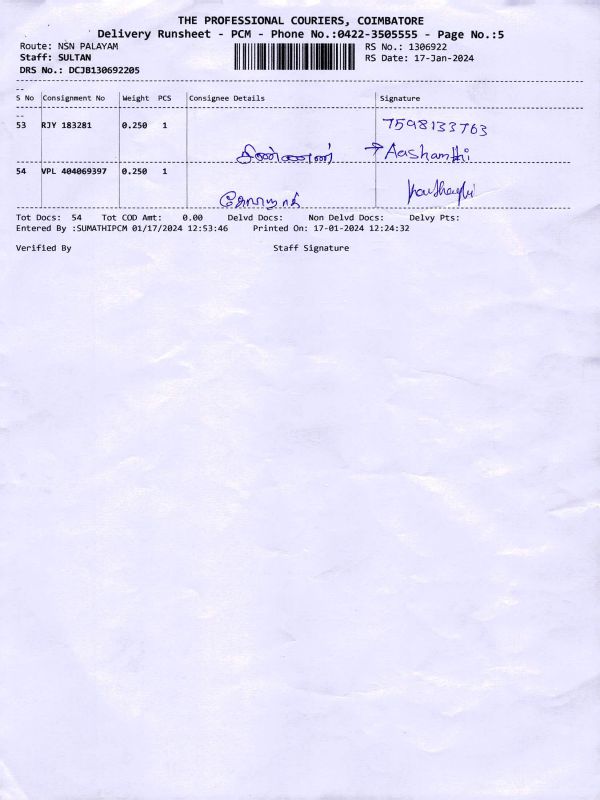 THE PROFESSIONAL COURIERS, COIMBATORE
Delivery Runsheet - PCM - Phone No.:0422-3505555 - Page No.:5
Route: NSN PALAYAM
RS No.: 1306922
Staff: SULTAN
RS Date: 17-Jan-2024
DRS No.: DCJB130692205
S No Consignment No Weight PCS Consignee Details Signature
53 RJY 183281 0.250 1 7598133763
Aashamthi
54 VPL 404069397 0.250 1
Tot Docs: 54 Tot COD Amt: 0.00 Delvd Docs: Non Delvd Docs: Delvy Pts:
Entered By :SUMATHIPCM 01/17/2024 12:53:46 Printed On: 17-01-2024 12:24:32
Verified By Staff Signature